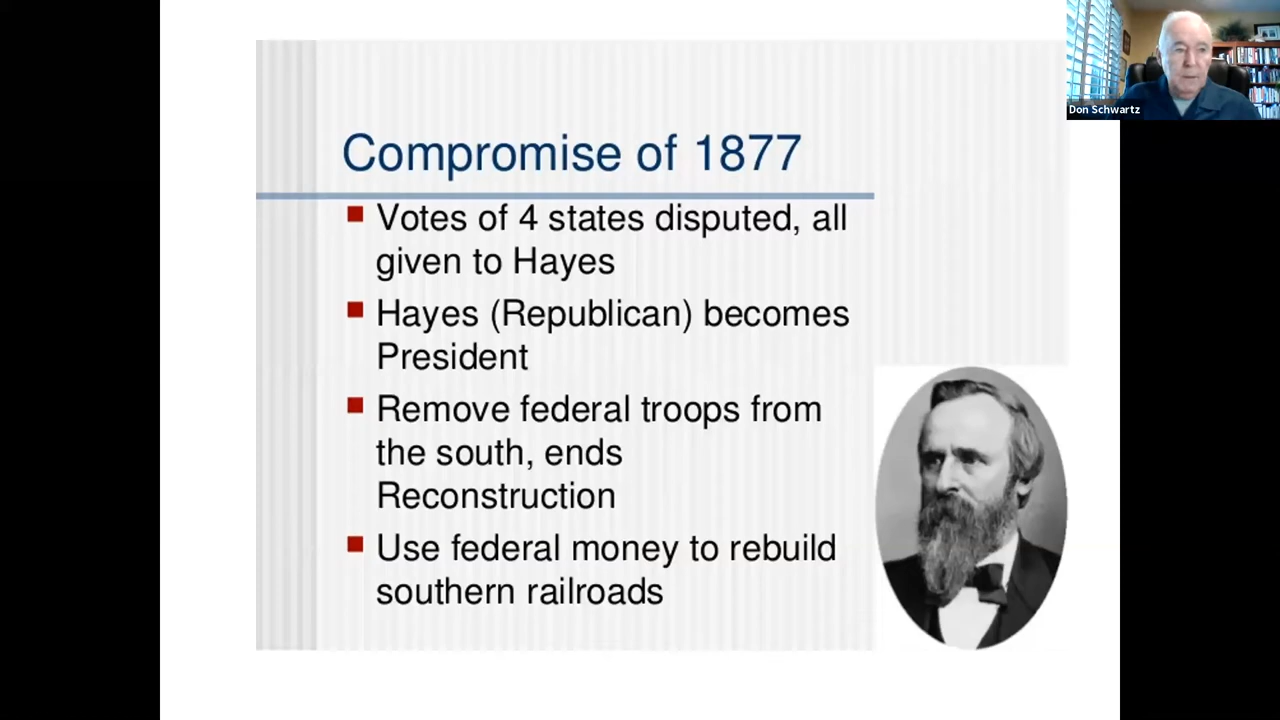 Compromise of 1877
Votes of 4 states disputed, all
given to Hayes
Hayes (Republican) becomes
President
Remove federal troops from
the south, ends
Reconstruction
Use federal money to rebuild
southern railroads
Don Schwartz